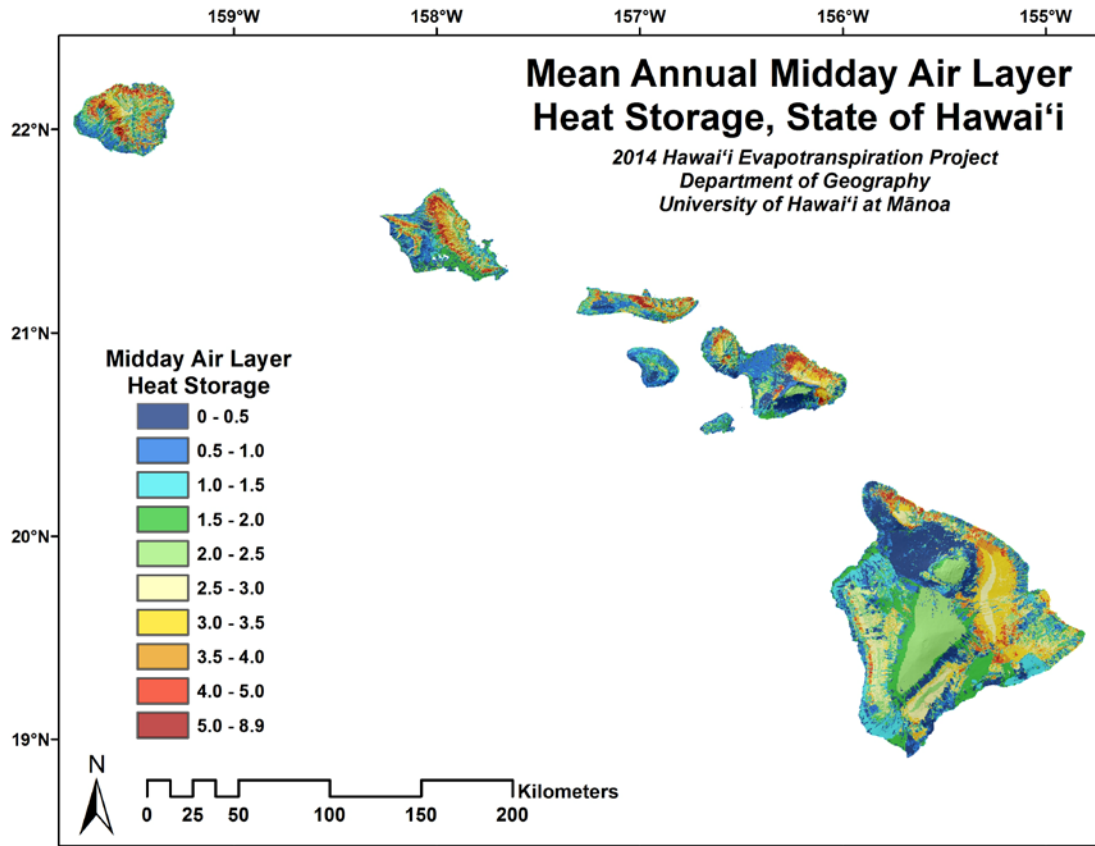 159°W 158°W 157°W 156°W 155°W
Mean Annual Midday Air Layer
Heat Storage, State of Hawaiʻi
2014 Hawaiʻi Evapotranspiration Project
Department of Geography
University of Hawaiʻi at Mānoa
22°N
21°N
20°N
19°N
Midday Air Layer
Heat Storage
0 - 0.5
0.5 - 1.0
1.0 - 1.5
1.5 - 2.0
2.0 - 2.5
2.5 - 3.0
3.0 - 3.5
3.5 - 4.0
4.0 - 5.0
5.0 - 8.9
N
Kilometers
0 25 50 100 150 200